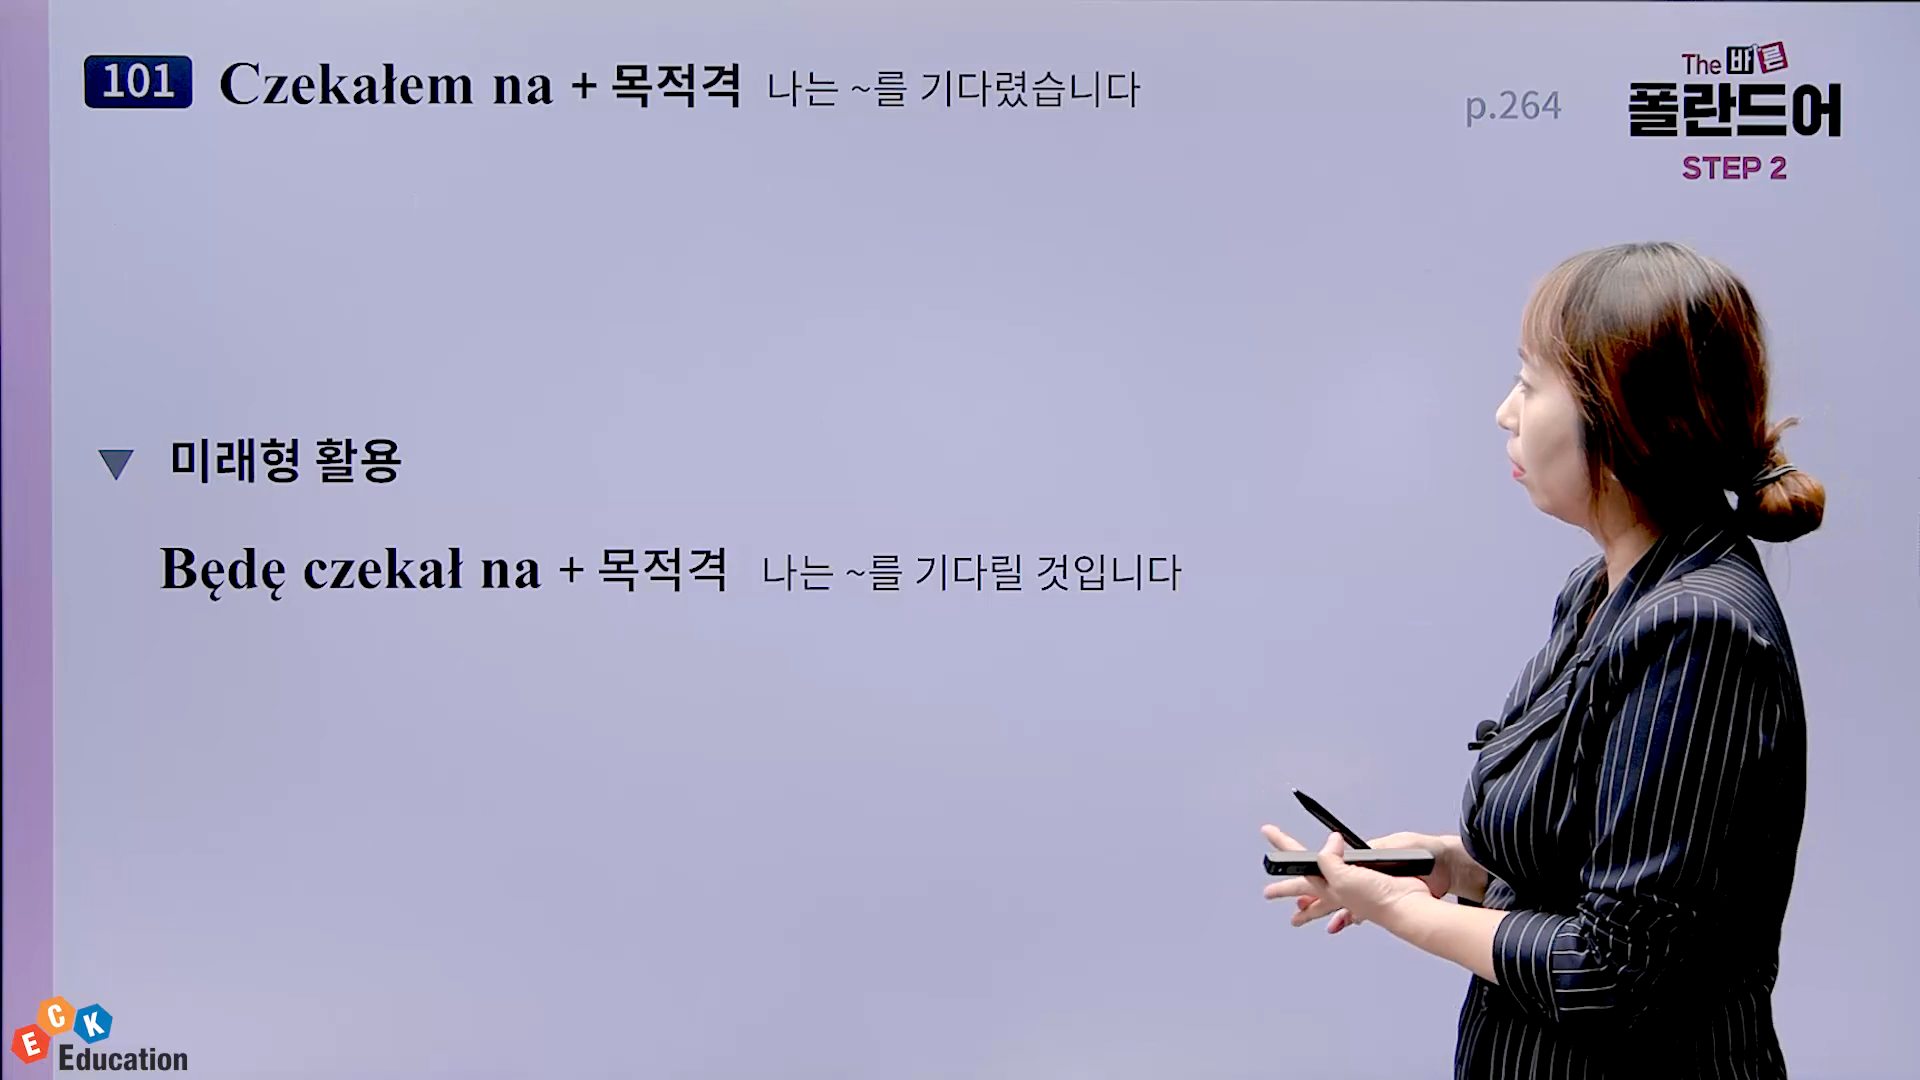 101 Czekałem na + 목적격 나는 ~를 기다렸습니다
p.264
The 바른
폴란드어
STEP 2
▼ 미래형 활용
Będę czekał na + 목적격 나는 ~를 기다릴 것입니다
ECK
Education